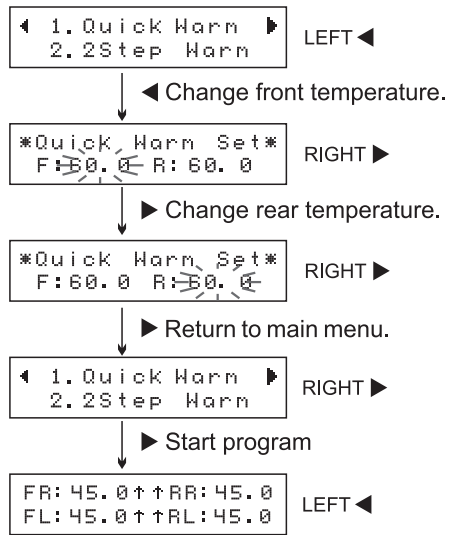 ◀ 1.Quick Warm ▶
LEFT ◀
2.2Step Warm
◀ Change front temperature.
*Quick Warm Set*
RIGHT ▶
F:60.0 R:60.0
▶ Change rear temperature.
*Quick Warm Set*
RIGHT ▶
F:60.0 R:60.0
▶ Return to main menu.
◀ 1.Quick Warm ▶
RIGHT ▶
2.2Step Warm
▶ Start program
FR:45.0↑↑RR:45.0
LEFT ◀
FL:45.0↑↑RL:45.0